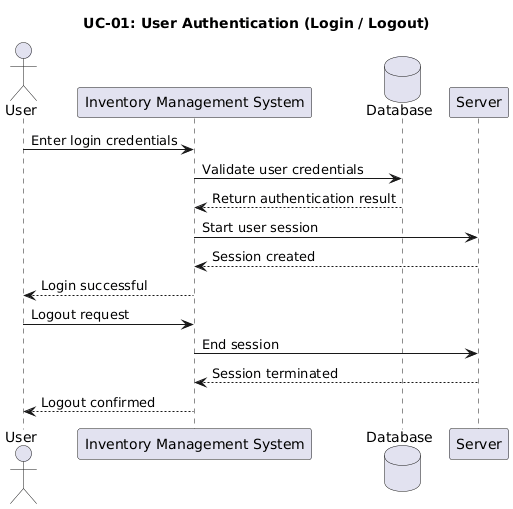 UC-01: User Authentication (Login / Logout)
User
Inventory Management System
Database
Server
Enter login credentials
Validate user credentials
Return authentication result
Start user session
Session created
Login successful
Logout request
End session
Session terminated
Logout confirmed
User
Inventory Management System
Database
Server